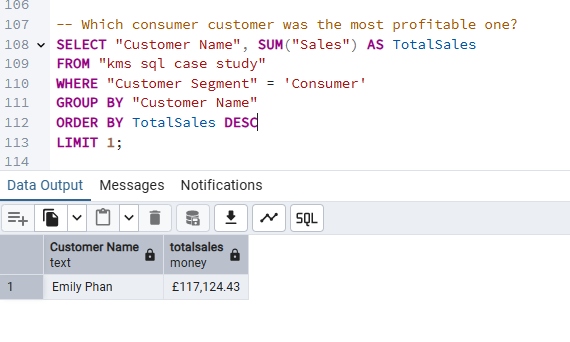 106
107 -- Which consumer customer was the most profitable one?
108 SELECT "Customer Name", SUM("Sales") AS TotalSales
109 FROM "kms sql case study"
110 WHERE "Customer Segment" = 'Consumer'
111 GROUP BY "Customer Name"
112 ORDER BY TotalSales DESC
113 LIMIT 1;
114
Data Output Messages Notifications
SQL
Customer Name totalsales
text money
1 Emily Phan £117,124.43